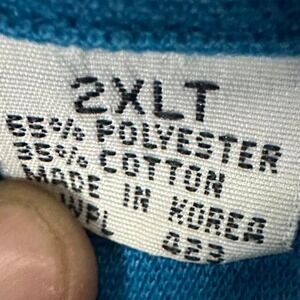 2XLT
65% POLYESTER
35% COTTON
MADE IN KOREA
WPL 423